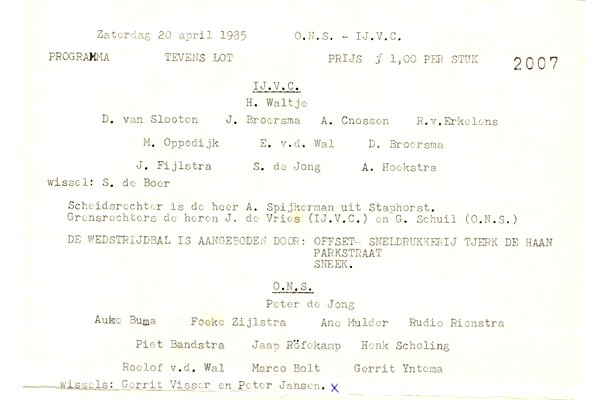 Zaterdag 20 april 1985 O.N.S. - IJ.V.C.
PROGRAMMA TEVENS LOT PRIJS ƒ 1,00 PER STUK 2007
IJ.V.C.
H. Waltje
D. van Slooten J. Broersma A. Cnossen R.v.Erkelens
M. Oppedijk E. v.d. Wal D. Broersma
J. Fijlstra S. de Jong A. Hoekstra
wissel: S. de Boer
Scheidsrechter is de heer A. Spijkerman uit Staphorst.
Grensrechters de heren J. de Vries (IJ.V.C.) en G. Schuil (O.N.S.)
DE WEDSTRIJDBAL IS AANGEBODEN DOOR: OFFSET- SNELDRUKKERIJ TJERK DE HAAN
PARKSTRAAT
SNEEK.
O.N.S.
Peter de Jong
Auke Buma Foeke Zijlstra Ane Mulder Rudie Rienstra
Piet Bandstra Jaap Röfekamp Henk Scholing
Roelof v.d. Wal Marco Bolt Gerrit Yntema
wissels: Gerrit Visser en Peter Jansen. X